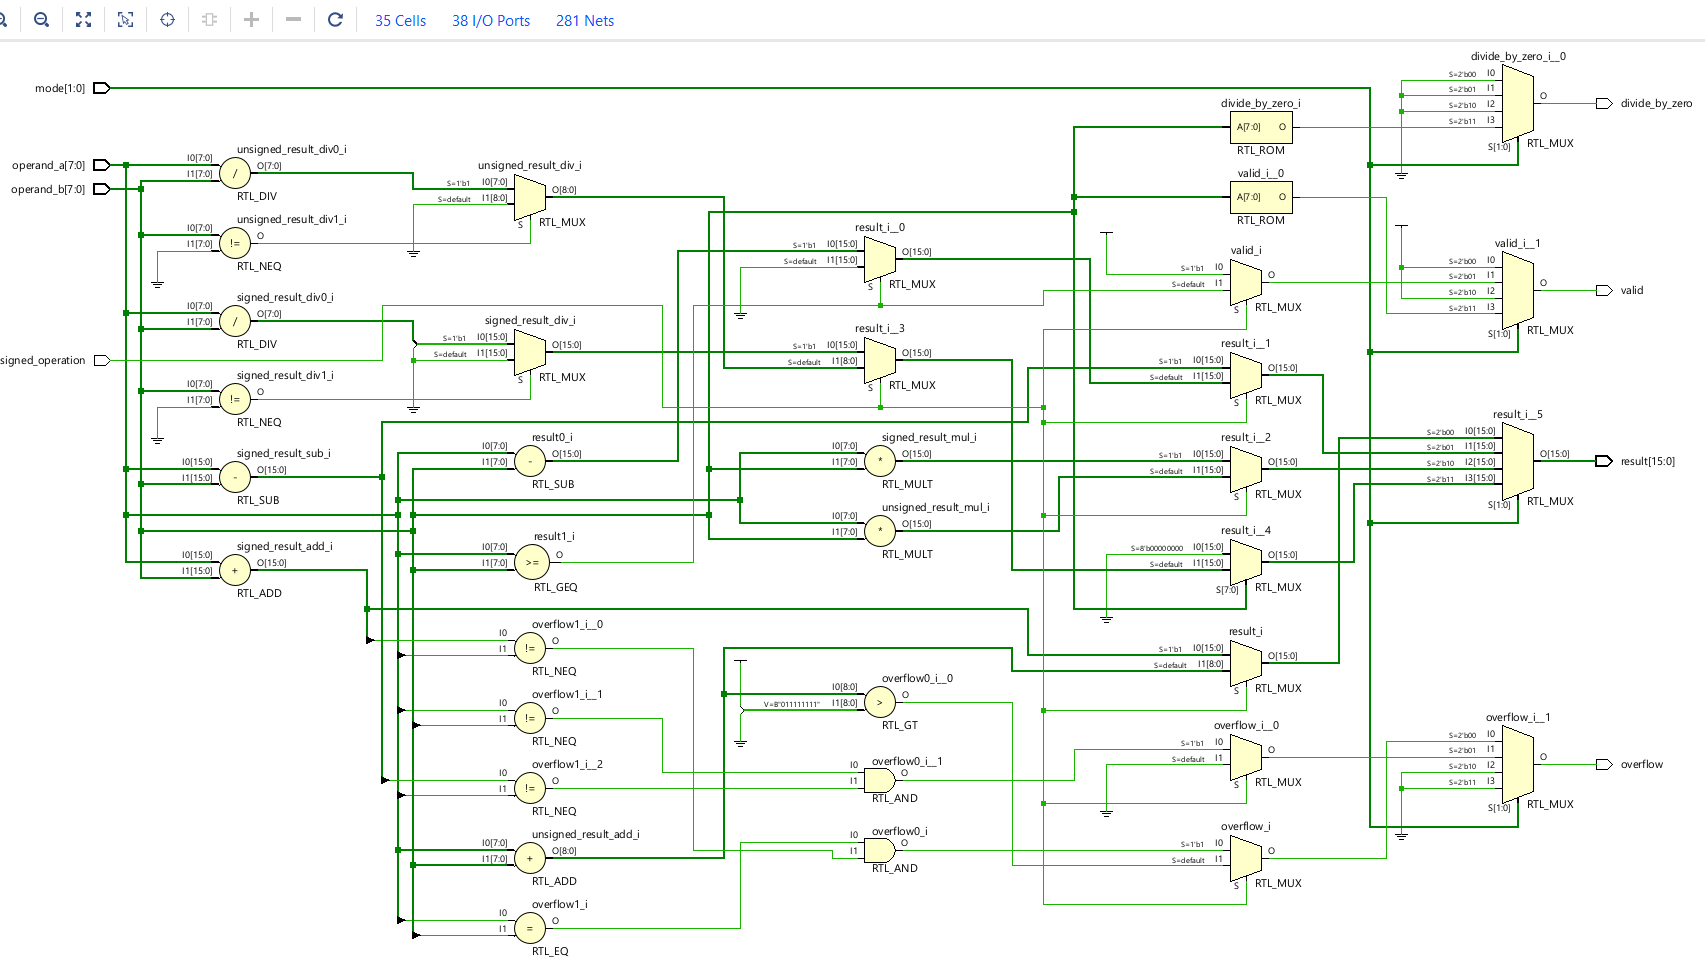 35 Cells 38 I/O Ports 281 Nets
mode[1:0]
operand_a[7:0]
operand_b[7:0]
signed_operation
unsigned_result_div0_i
I0[7:0]
I1[7:0]
O[7:0]
/
RTL_DIV
unsigned_result_div1_i
I0[7:0]
I1[7:0]
O
!=
RTL_NEQ
signed_result_div0_i
I0[7:0]
I1[7:0]
O[7:0]
/
RTL_DIV
signed_result_div1_i
I0[7:0]
I1[7:0]
O
!=
RTL_NEQ
signed_result_sub_i
I0[15:0]
I1[15:0]
O[15:0]
-
RTL_SUB
signed_result_add_i
I0[15:0]
I1[15:0]
O[15:0]
+
RTL_ADD
unsigned_result_div_i
S=1'b1 I0[7:0]
S=default I1[8:0]
O[8:0]
S
RTL_MUX
signed_result_div_i
S=1'b1 I0[15:0]
S=default I1[15:0]
O[15:0]
S
RTL_MUX
result0_i
I0[7:0]
I1[7:0]
O[15:0]
-
RTL_SUB
result1_i
I0[7:0]
I1[7:0]
O
>=
RTL_GEQ
overflow1_i__0
I0
I1
O
!=
RTL_NEQ
overflow1_i__1
I0
I1
O
!=
RTL_NEQ
overflow1_i__2
I0
I1
O
!=
RTL_NEQ
unsigned_result_add_i
I0[7:0]
I1[7:0]
O[8:0]
+
RTL_ADD
overflow1_i
I0
I1
O
=
RTL_EQ
result_i__0
S=1'b1 I0[15:0]
S=default I1[15:0]
O[15:0]
S
RTL_MUX
result_i__3
S=1'b1 I0[15:0]
S=default I1[8:0]
O[15:0]
S
RTL_MUX
signed_result_mul_i
I0[7:0]
I1[7:0]
O[15:0]
*
RTL_MULT
unsigned_result_mul_i
I0[7:0]
I1[7:0]
O[15:0]
*
RTL_MULT
overflow0_i__0
I0[8:0]
V=B"011111111" I1[8:0]
O
>
RTL_GT
overflow0_i__1
I0
I1
O
RTL_AND
overflow0_i
I0
I1
O
RTL_AND
divide_by_zero_i
A[7:0] O
RTL_ROM
valid_i__0
A[7:0] O
RTL_ROM
valid_i
S=1'b1 I0
S=default I1
O
S
RTL_MUX
result_i__1
S=1'b1 I0[15:0]
S=default I1[15:0]
O[15:0]
S
RTL_MUX
result_i__2
S=1'b1 I0[15:0]
S=default I1[15:0]
O[15:0]
S
RTL_MUX
result_i__4
S=8'b00000000 I0[15:0]
S=default I1[15:0]
O[15:0]
S[7:0]
RTL_MUX
result_i
S=1'b1 I0[15:0]
S=default I1[8:0]
O[15:0]
S
RTL_MUX
overflow_i__0
S=1'b1 I0
S=default I1
O
S
RTL_MUX
overflow_i
S=1'b1 I0
S=default I1
O
S
RTL_MUX
divide_by_zero_i__0
S=2'b00 I0
S=2'b01 I1
S=2'b10 I2
S=2'b11 I3
O
S[1:0]
RTL_MUX
divide_by_zero
valid_i__1
S=2'b00 I0
S=2'b01 I1
S=2'b10 I2
S=2'b11 I3
O
S[1:0]
RTL_MUX
valid
result_i__5
S=2'b00 I0[15:0]
S=2'b01 I1[15:0]
S=2'b10 I2[15:0]
S=2'b11 I3[15:0]
O[15:0]
S[1:0]
RTL_MUX
result[15:0]
overflow_i__1
S=2'b00 I0
S=2'b01 I1
S=2'b10 I2
S=2'b11 I3
O
S[1:0]
RTL_MUX
overflow